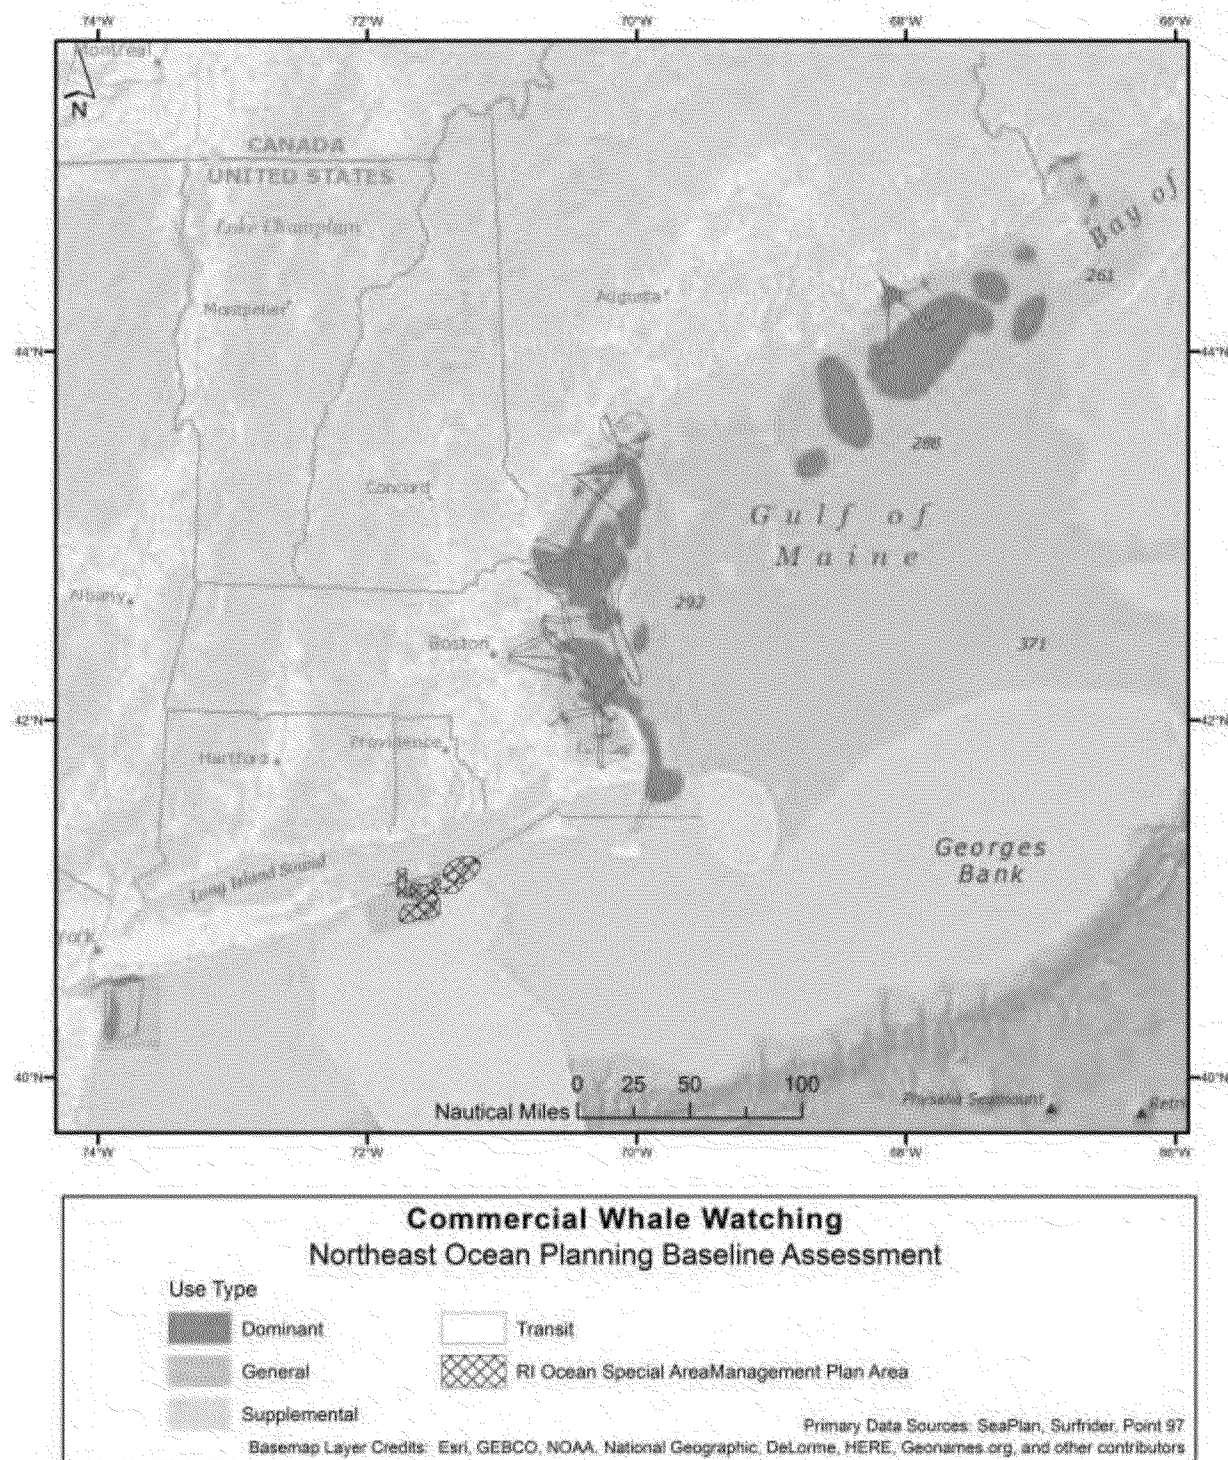 74°W 72°W 70°W 68°W 66°W
Montreal
N
CANADA
UNITED STATES
Lake Champlain
Bay of
261
Montpelier
Augusta
44°N 44°N
288
Concord
Gulf of
Maine
Albany
292
Boston
371
42°N 42°N
Providence
Hartford
Georges
Bank
Long Island Sound
York
40°N 40°N
0 25 50 100
Nautical Miles
Physalia Seamount
Retri
74°W 72°W 70°W 68°W 66°W
Commercial Whale Watching
Northeast Ocean Planning Baseline Assessment
Use Type
Dominant
Transit
General
RI Ocean Special AreaManagement Plan Area
Supplemental
Primary Data Sources: SeaPlan, Surfrider, Point 97
Basemap Layer Credits: Esri, GEBCO, NOAA, National Geographic, DeLorme, HERE, Geonames.org, and other contributors